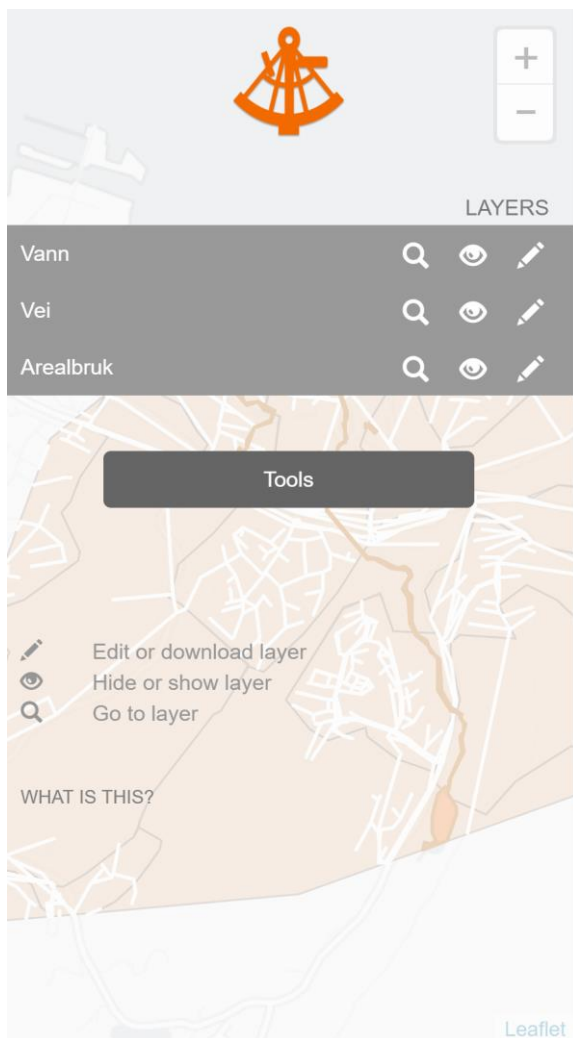 +
−
LAYERS
Vann
Vei
Arealbruk
Tools
Edit or download layer
Hide or show layer
Go to layer
WHAT IS THIS?
Leaflet